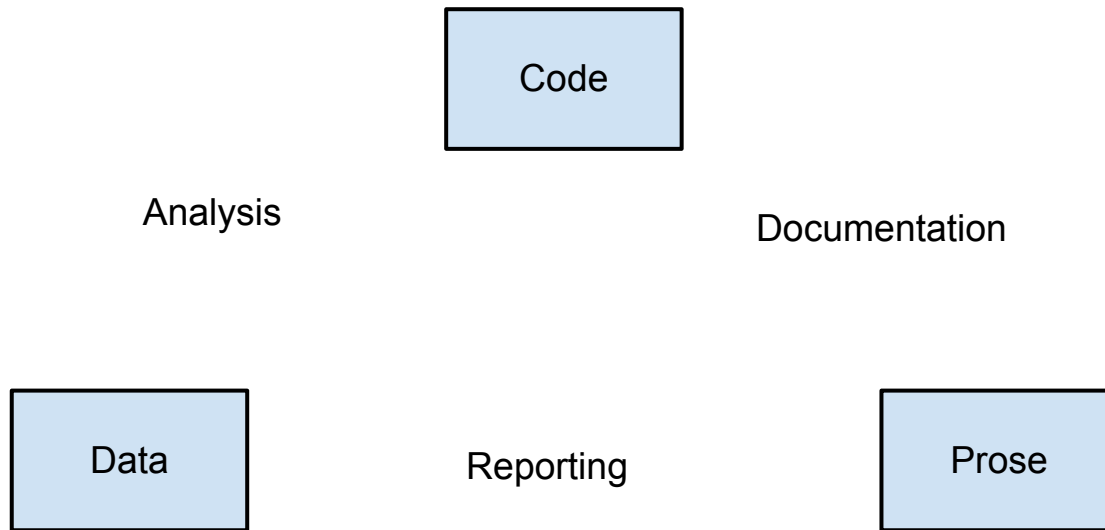 Code
Analysis
Documentation
Data
Reporting
Prose